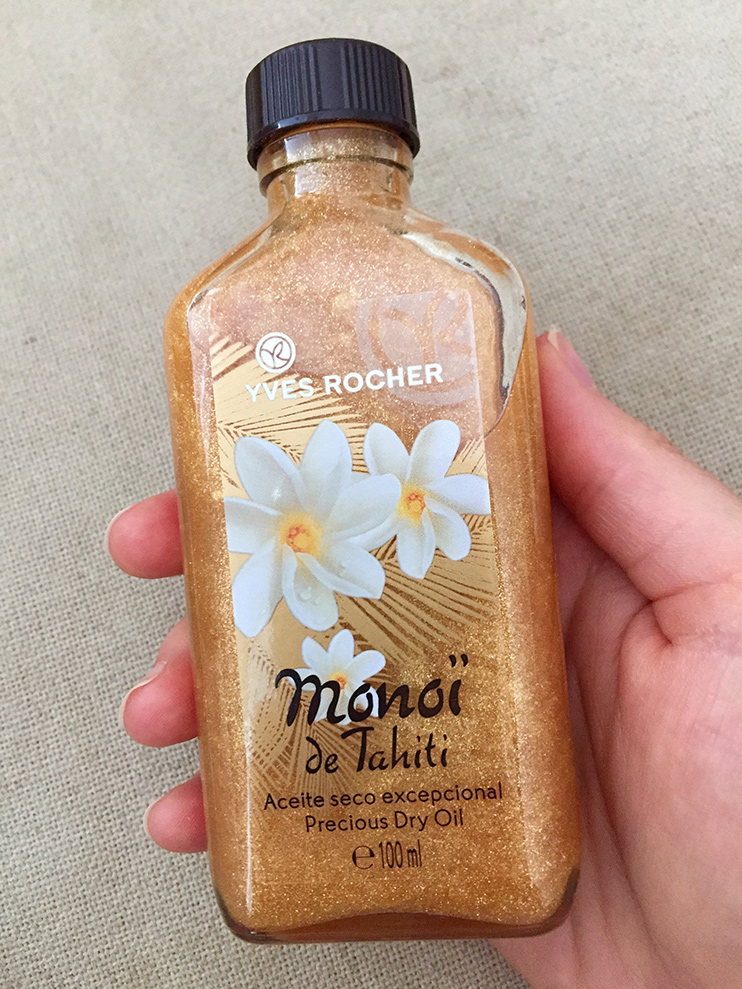 YVES ROCHER
Monoï
de Tahiti
Aceite seco excepcional
Precious Dry Oil
℮100 ml